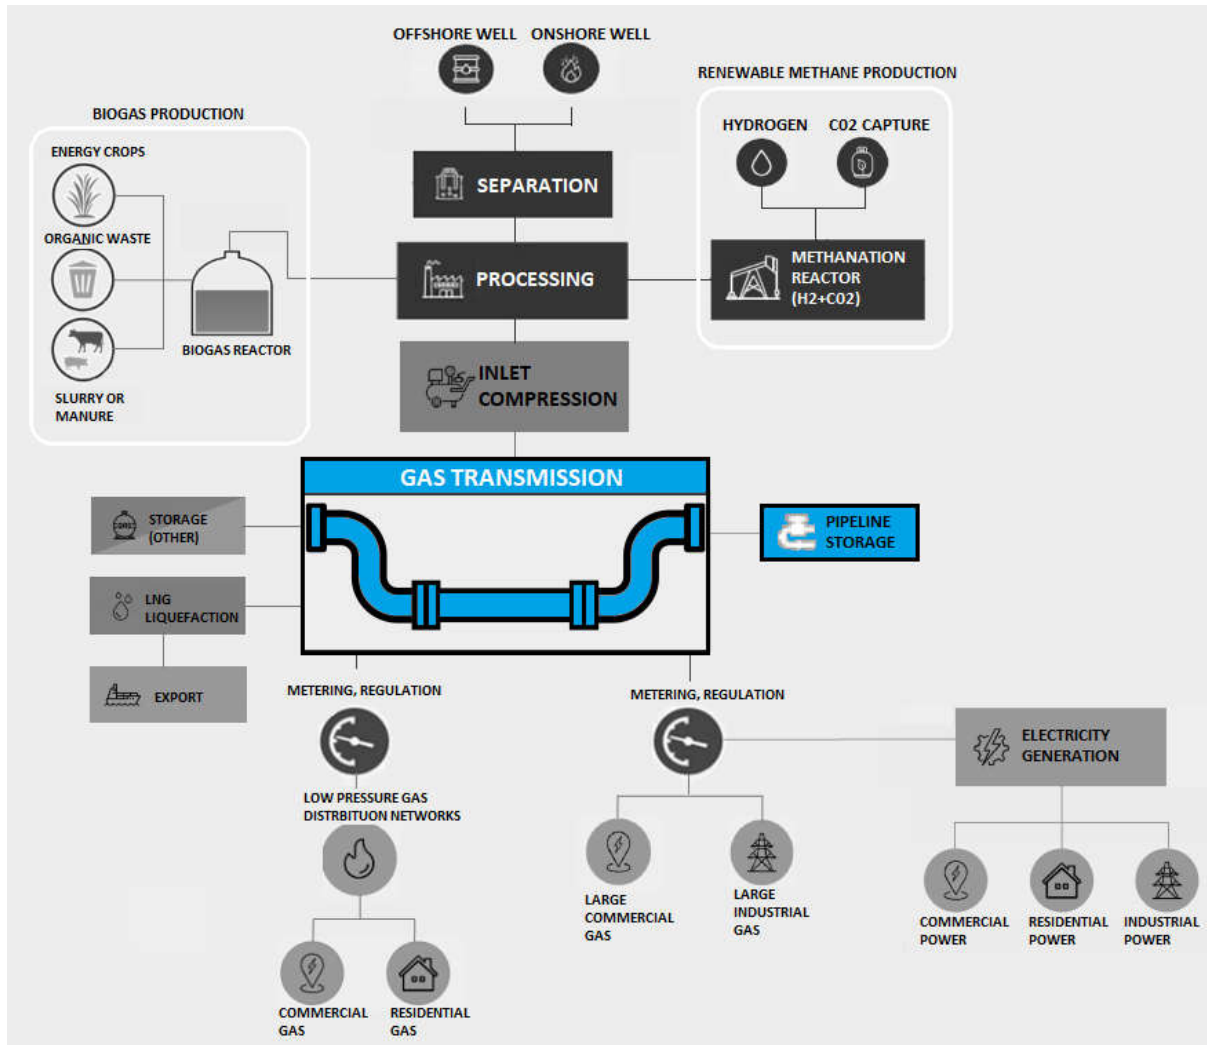 OFFSHORE WELL
ONSHORE WELL
RENEWABLE METHANE PRODUCTION
BIOGAS PRODUCTION
HYDROGEN
C02 CAPTURE
ENERGY CROPS
SEPARATION
ORGANIC WASTE
PROCESSING
METHANATION
REACTOR
(H2+C02)
BIOGAS REACTOR
SLURRY OR
MANURE
INLET
COMPRESSION
GAS TRANSMISSION
STORAGE
(OTHER)
PIPELINE
STORAGE
LNG
LIQUEFACTION
EXPORT
METERING, REGULATION
METERING, REGULATION
ELECTRICITY
GENERATION
LOW PRESSURE GAS
DISTRBITUON NETWORKS
LARGE
COMMERCIAL
GAS
LARGE
INDUSTRIAL
GAS
COMMERCIAL
POWER
RESIDENTIAL
POWER
INDUSTRIAL
POWER
COMMERCIAL
GAS
RESIDENTIAL
GAS